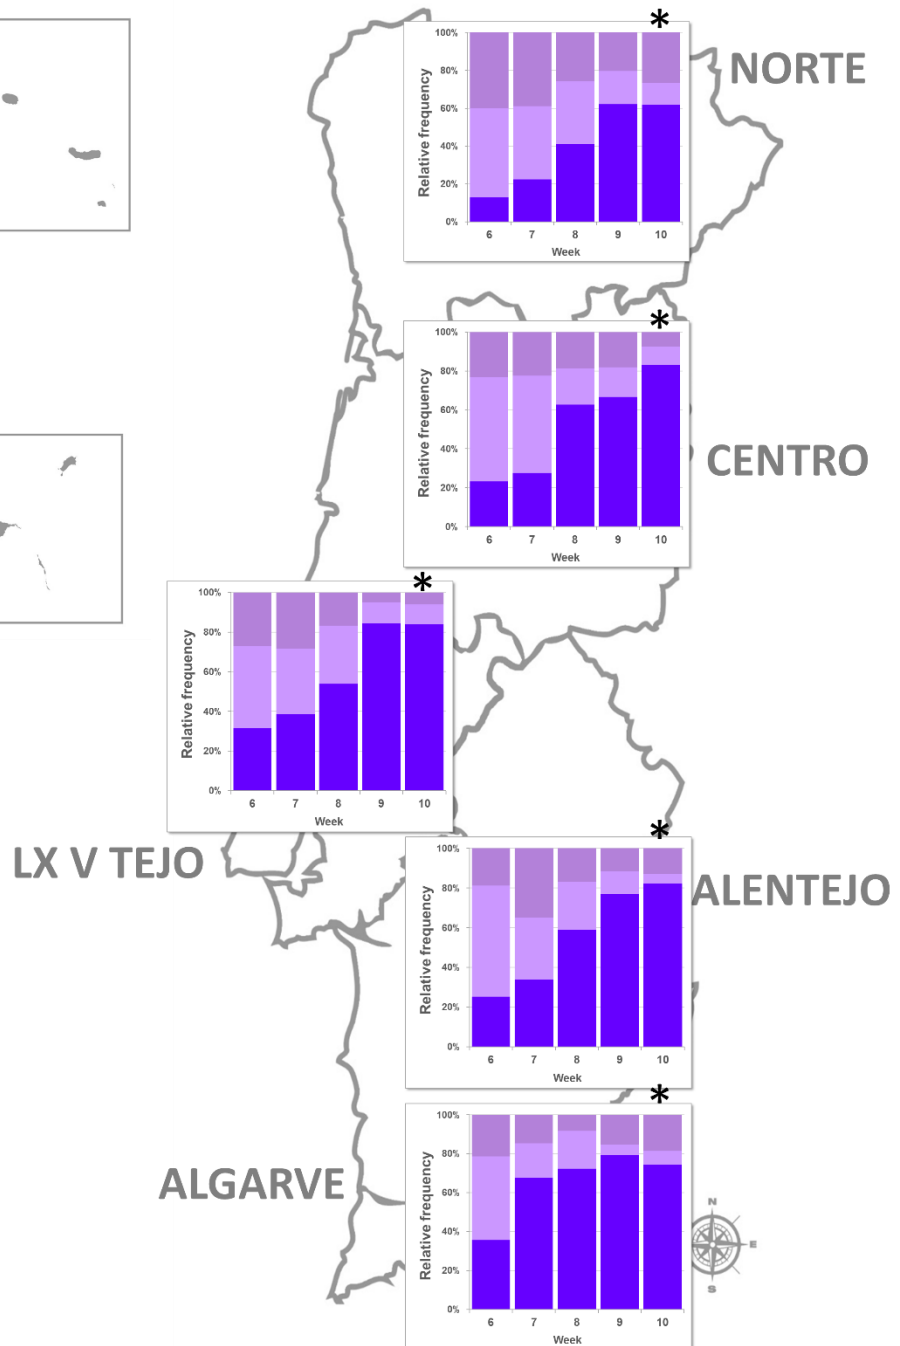 *
NORTE
Relative frequency
100%
80%
60%
40%
20%
0%
6 7 8 9 10
Week
*
CENTRO
Relative frequency
100%
80%
60%
40%
20%
0%
6 7 8 9 10
Week
*
LX V TEJO
Relative frequency
100%
80%
60%
40%
20%
0%
6 7 8 9 10
Week
*
ALENTEJO
Relative frequency
100%
80%
60%
40%
20%
0%
6 7 8 9 10
Week
*
ALGARVE
Relative frequency
100%
80%
60%
40%
20%
0%
6 7 8 9 10
Week
N
E
S